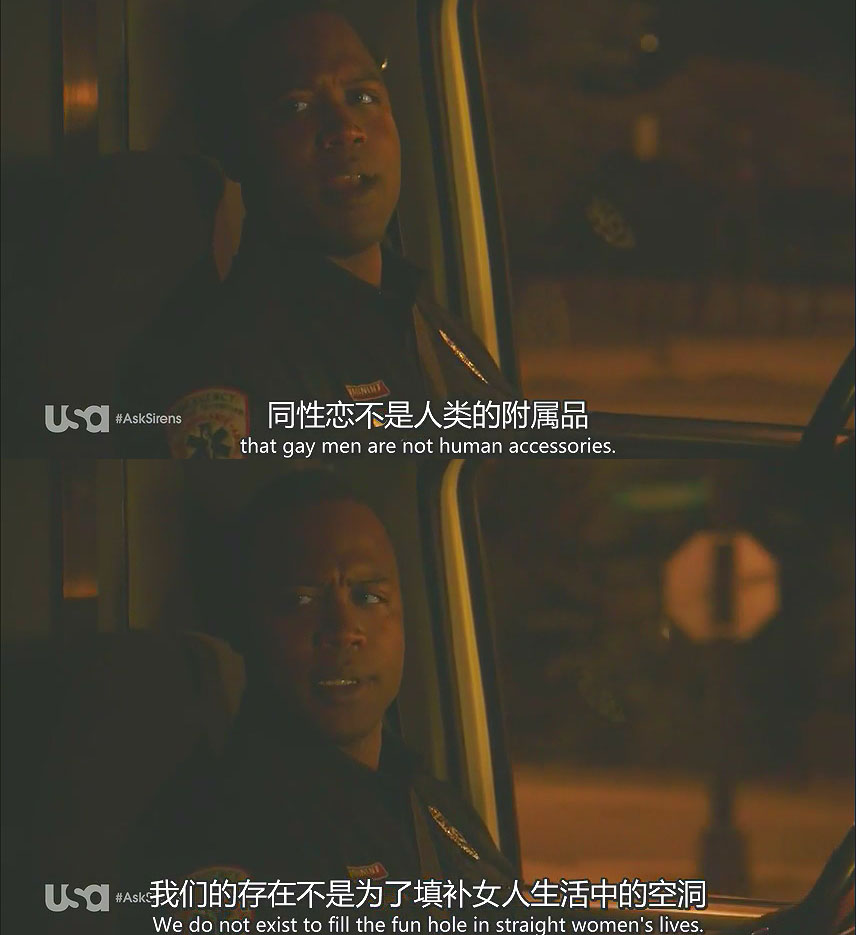 usa #AskSirens
同性恋不是人类的附属品
that gay men are not human accessories.
usa #AskS
我们的存在不是为了填补女人生活中的空洞
We do not exist to fill the fun hole in straight women's lives.